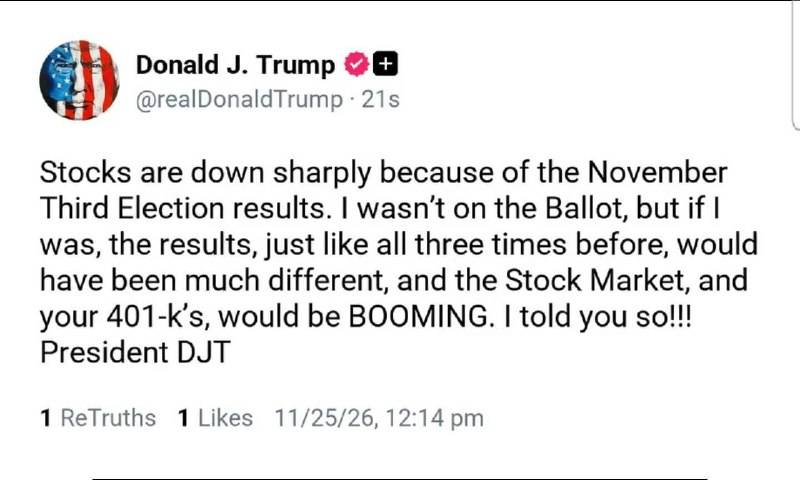 Donald J. Trump
@realDonaldTrump · 21s
Stocks are down sharply because of the November
Third Election results. I wasn't on the Ballot, but if I
was, the results, just like all three times before, would
have been much different, and the Stock Market, and
your 401-k's, would be BOOMING. I told you so!!!
President DJT
1 ReTruths 1 Likes 11/25/26, 12:14 pm